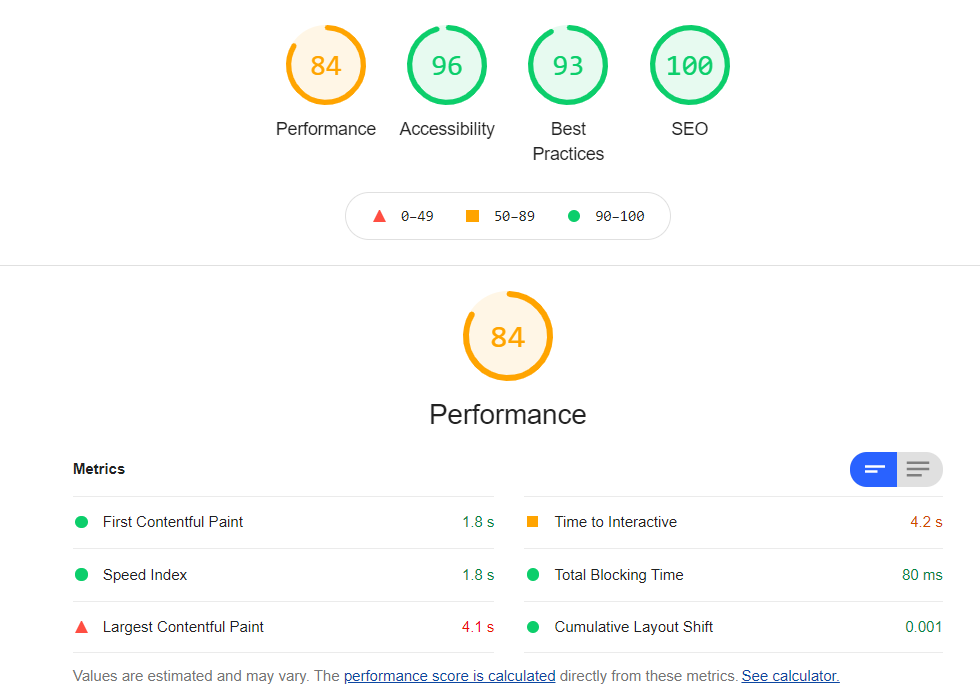 84 96 93 100
Performance Accessibility Best Practices SEO
0–49 50–89 90–100
84
Performance
Metrics
First Contentful Paint 1.8 s
Time to Interactive 4.2 s
Speed Index 1.8 s
Total Blocking Time 80 ms
Largest Contentful Paint 4.1 s
Cumulative Layout Shift 0.001
Values are estimated and may vary. The performance score is calculated directly from these metrics. See calculator.